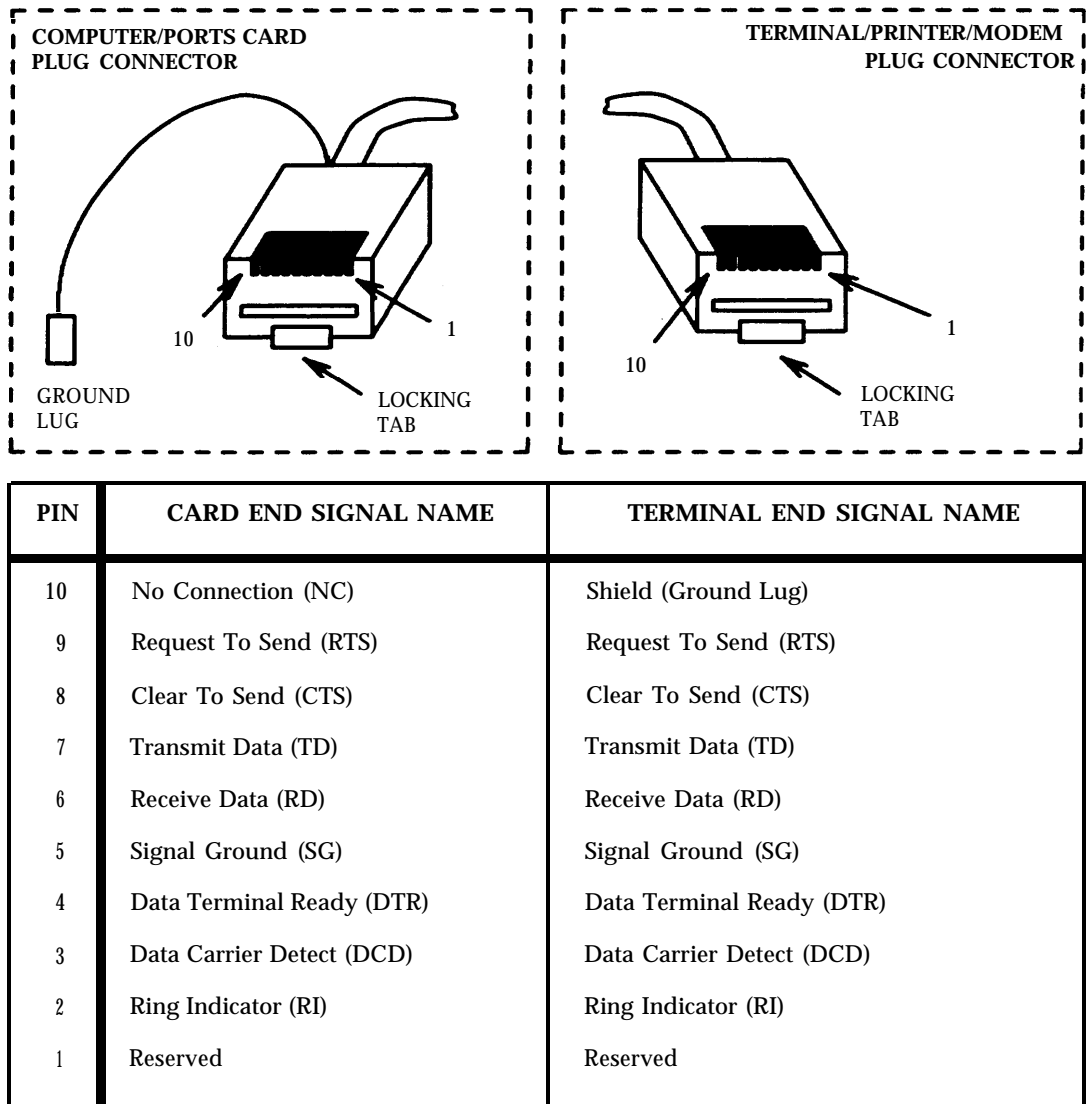 COMPUTER/PORTS CARD
PLUG CONNECTOR
10
1
GROUND
LUG
LOCKING
TAB
TERMINAL/PRINTER/MODEM
PLUG CONNECTOR
10
1
LOCKING
TAB
PIN CARD END SIGNAL NAME TERMINAL END SIGNAL NAME
10 No Connection (NC) Shield (Ground Lug)
9 Request To Send (RTS) Request To Send (RTS)
8 Clear To Send (CTS) Clear To Send (CTS)
7 Transmit Data (TD) Transmit Data (TD)
6 Receive Data (RD) Receive Data (RD)
5 Signal Ground (SG) Signal Ground (SG)
4 Data Terminal Ready (DTR) Data Terminal Ready (DTR)
3 Data Carrier Detect (DCD) Data Carrier Detect (DCD)
2 Ring Indicator (RI) Ring Indicator (RI)
1 Reserved Reserved